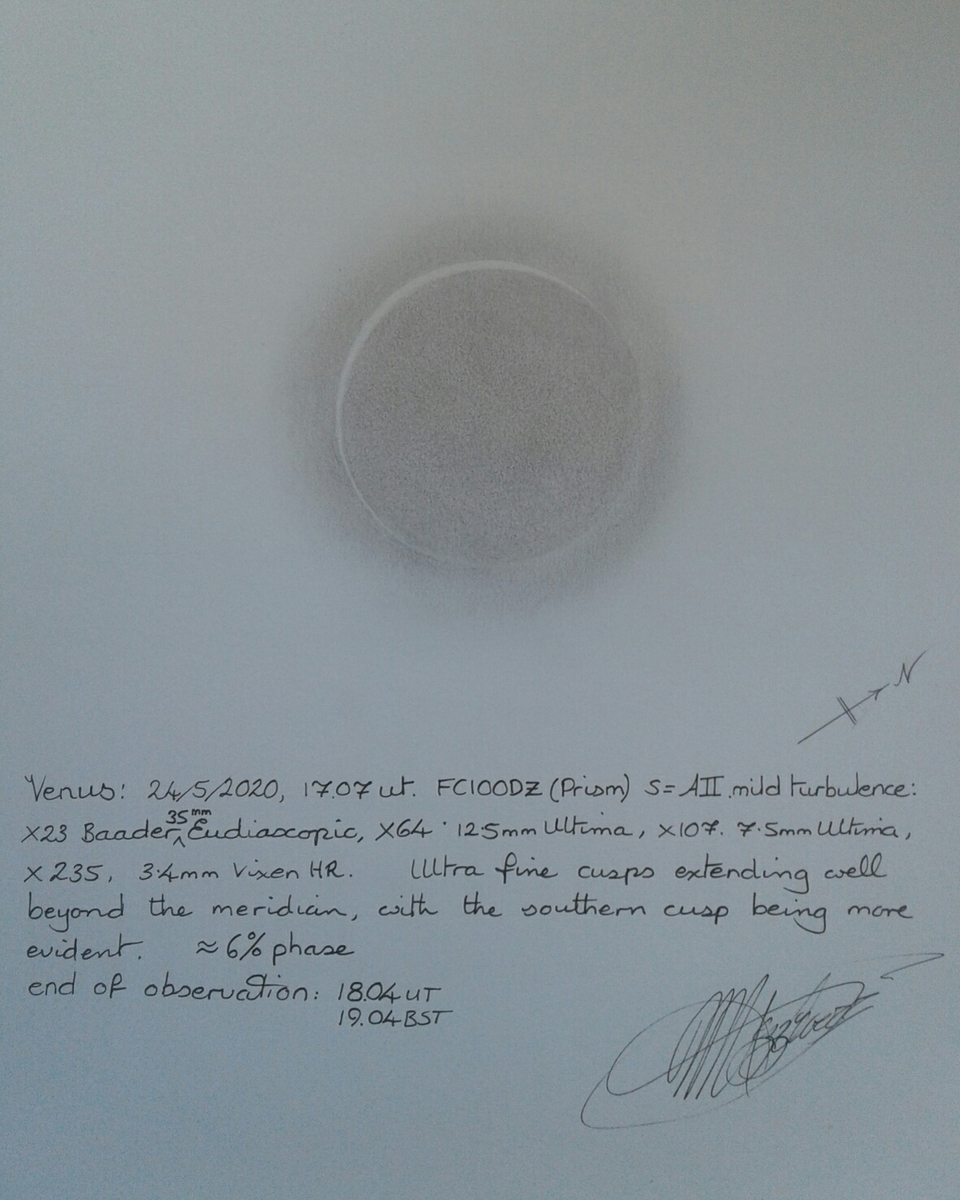 N
Venus: 24/5/2020, 17.07 ut. FC100DZ (Prism) S= AII mild turbulence:
35mm
X23 Baader Eudiascopic, X64 · 12.5mm Ultima, x107. 7.5mm Ultima,
X 235, 3.4mm Vixen HR. Ultra fine cusps extending well
beyond the meridian, with the southern cusp being more
evident. ≈ 6% phase
end of observation: 18.04 UT
19.04 BST